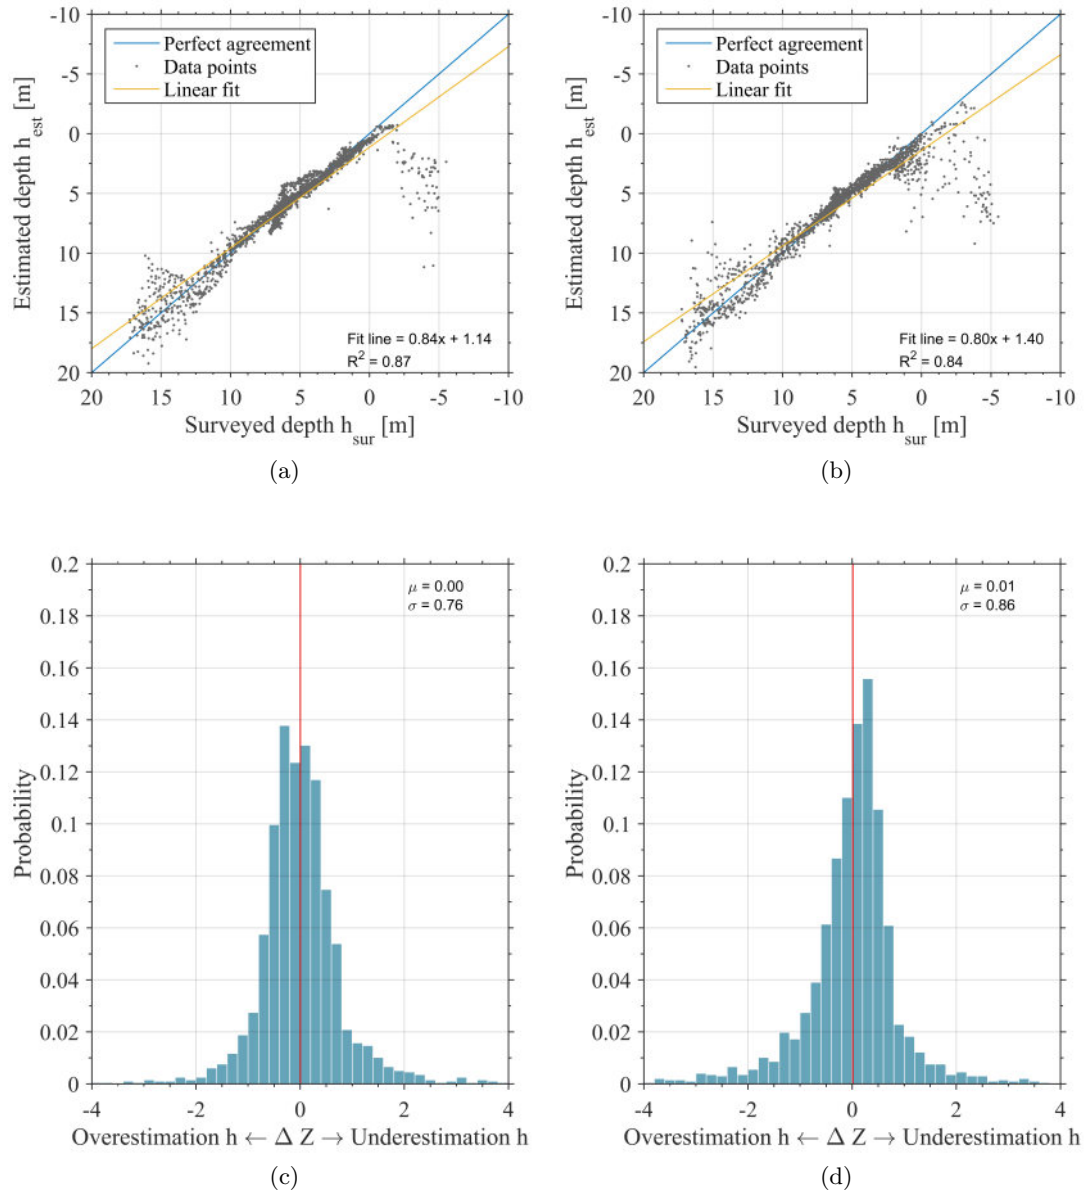 -10
-5
0
5
10
15
20
Estimated depth h_est [m]
Perfect agreement
Data points
Linear fit
Fit line = 0.84x + 1.14
R² = 0.87
20 15 10 5 0 -5 -10
Surveyed depth h_sur [m]
(a)
-10
-5
0
5
10
15
20
Estimated depth h_est [m]
Perfect agreement
Data points
Linear fit
Fit line = 0.80x + 1.40
R² = 0.84
20 15 10 5 0 -5 -10
Surveyed depth h_sur [m]
(b)
0.2
0.18
0.16
0.14
0.12
0.1
0.08
0.06
0.04
0.02
0
Probability
μ = 0.00
σ = 0.76
-4 -2 0 2 4
Overestimation h ← Δ Z → Underestimation h
(c)
0.2
0.18
0.16
0.14
0.12
0.1
0.08
0.06
0.04
0.02
0
Probability
μ = 0.01
σ = 0.86
-4 -2 0 2 4
Overestimation h ← Δ Z → Underestimation h
(d)